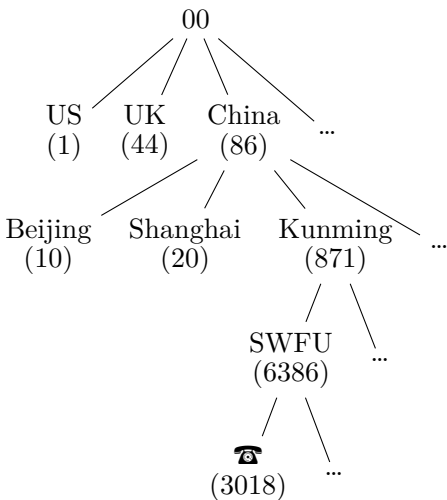 00
US UK China ...
(1) (44) (86)
Beijing Shanghai Kunming ...
(10) (20) (871)
SWFU ...
(6386)
☎ ...
(3018)